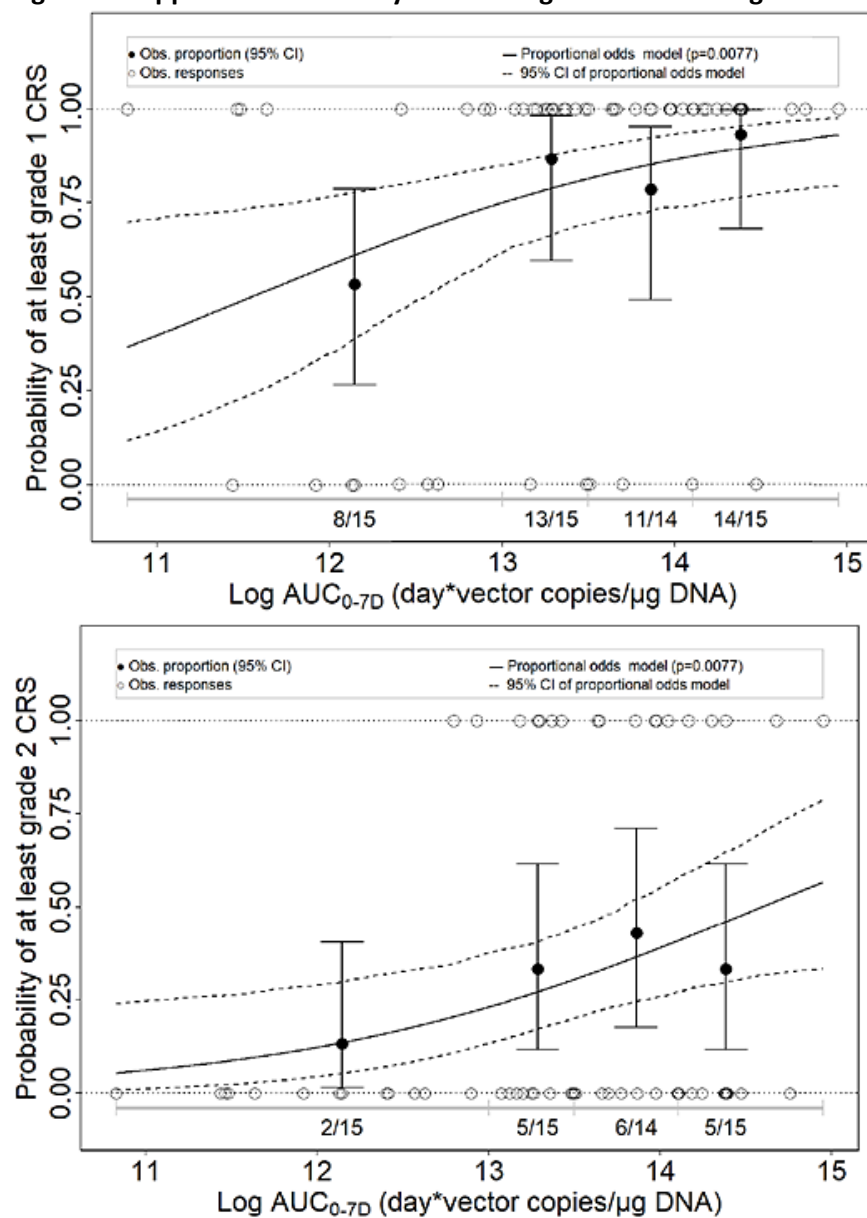 ● Obs. proportion (95% CI)
○ Obs. responses
— Proportional odds model (p=0.0077)
-- 95% CI of proportional odds model
Probability of at least grade 1 CRS
1.00
0.75
0.50
0.25
0.00
8/15 13/15 11/14 14/15
11 12 13 14 15
Log AUC0-7D (day*vector copies/µg DNA)
● Obs. proportion (95% CI)
○ Obs. responses
— Proportional odds model (p=0.0077)
-- 95% CI of proportional odds model
Probability of at least grade 2 CRS
1.00
0.75
0.50
0.25
0.00
2/15 5/15 6/14 5/15
11 12 13 14 15
Log AUC0-7D (day*vector copies/µg DNA)